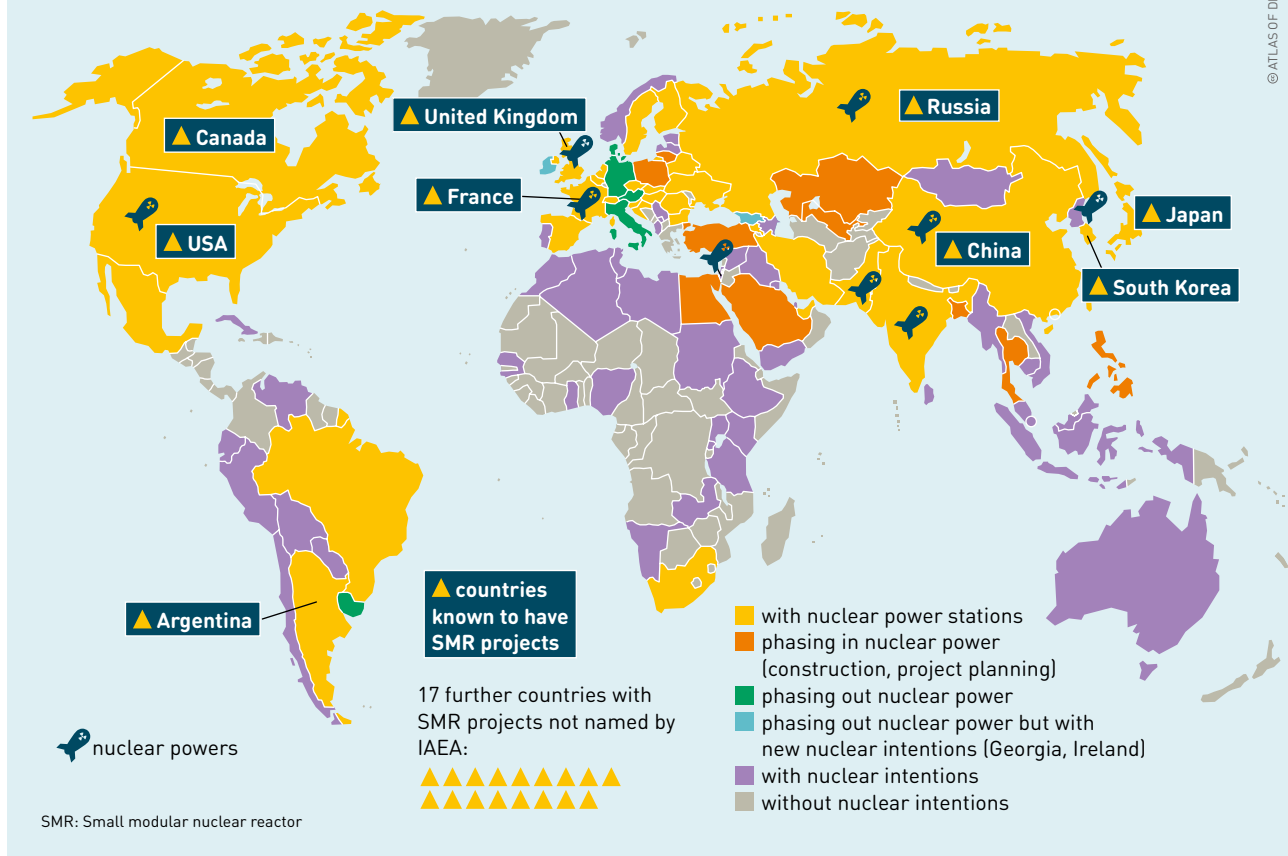 © ATLAS OF
Canada
United Kingdom
Russia
France
USA
Japan
China
South Korea
Argentina
countries
known to have
SMR projects
17 further countries with
SMR projects not named by
IAEA:
nuclear powers
SMR: Small modular nuclear reactor
with nuclear power stations
phasing in nuclear power
(construction, project planning)
phasing out nuclear power
phasing out nuclear power but with
new nuclear intentions (Georgia, Ireland)
with nuclear intentions
without nuclear intentions